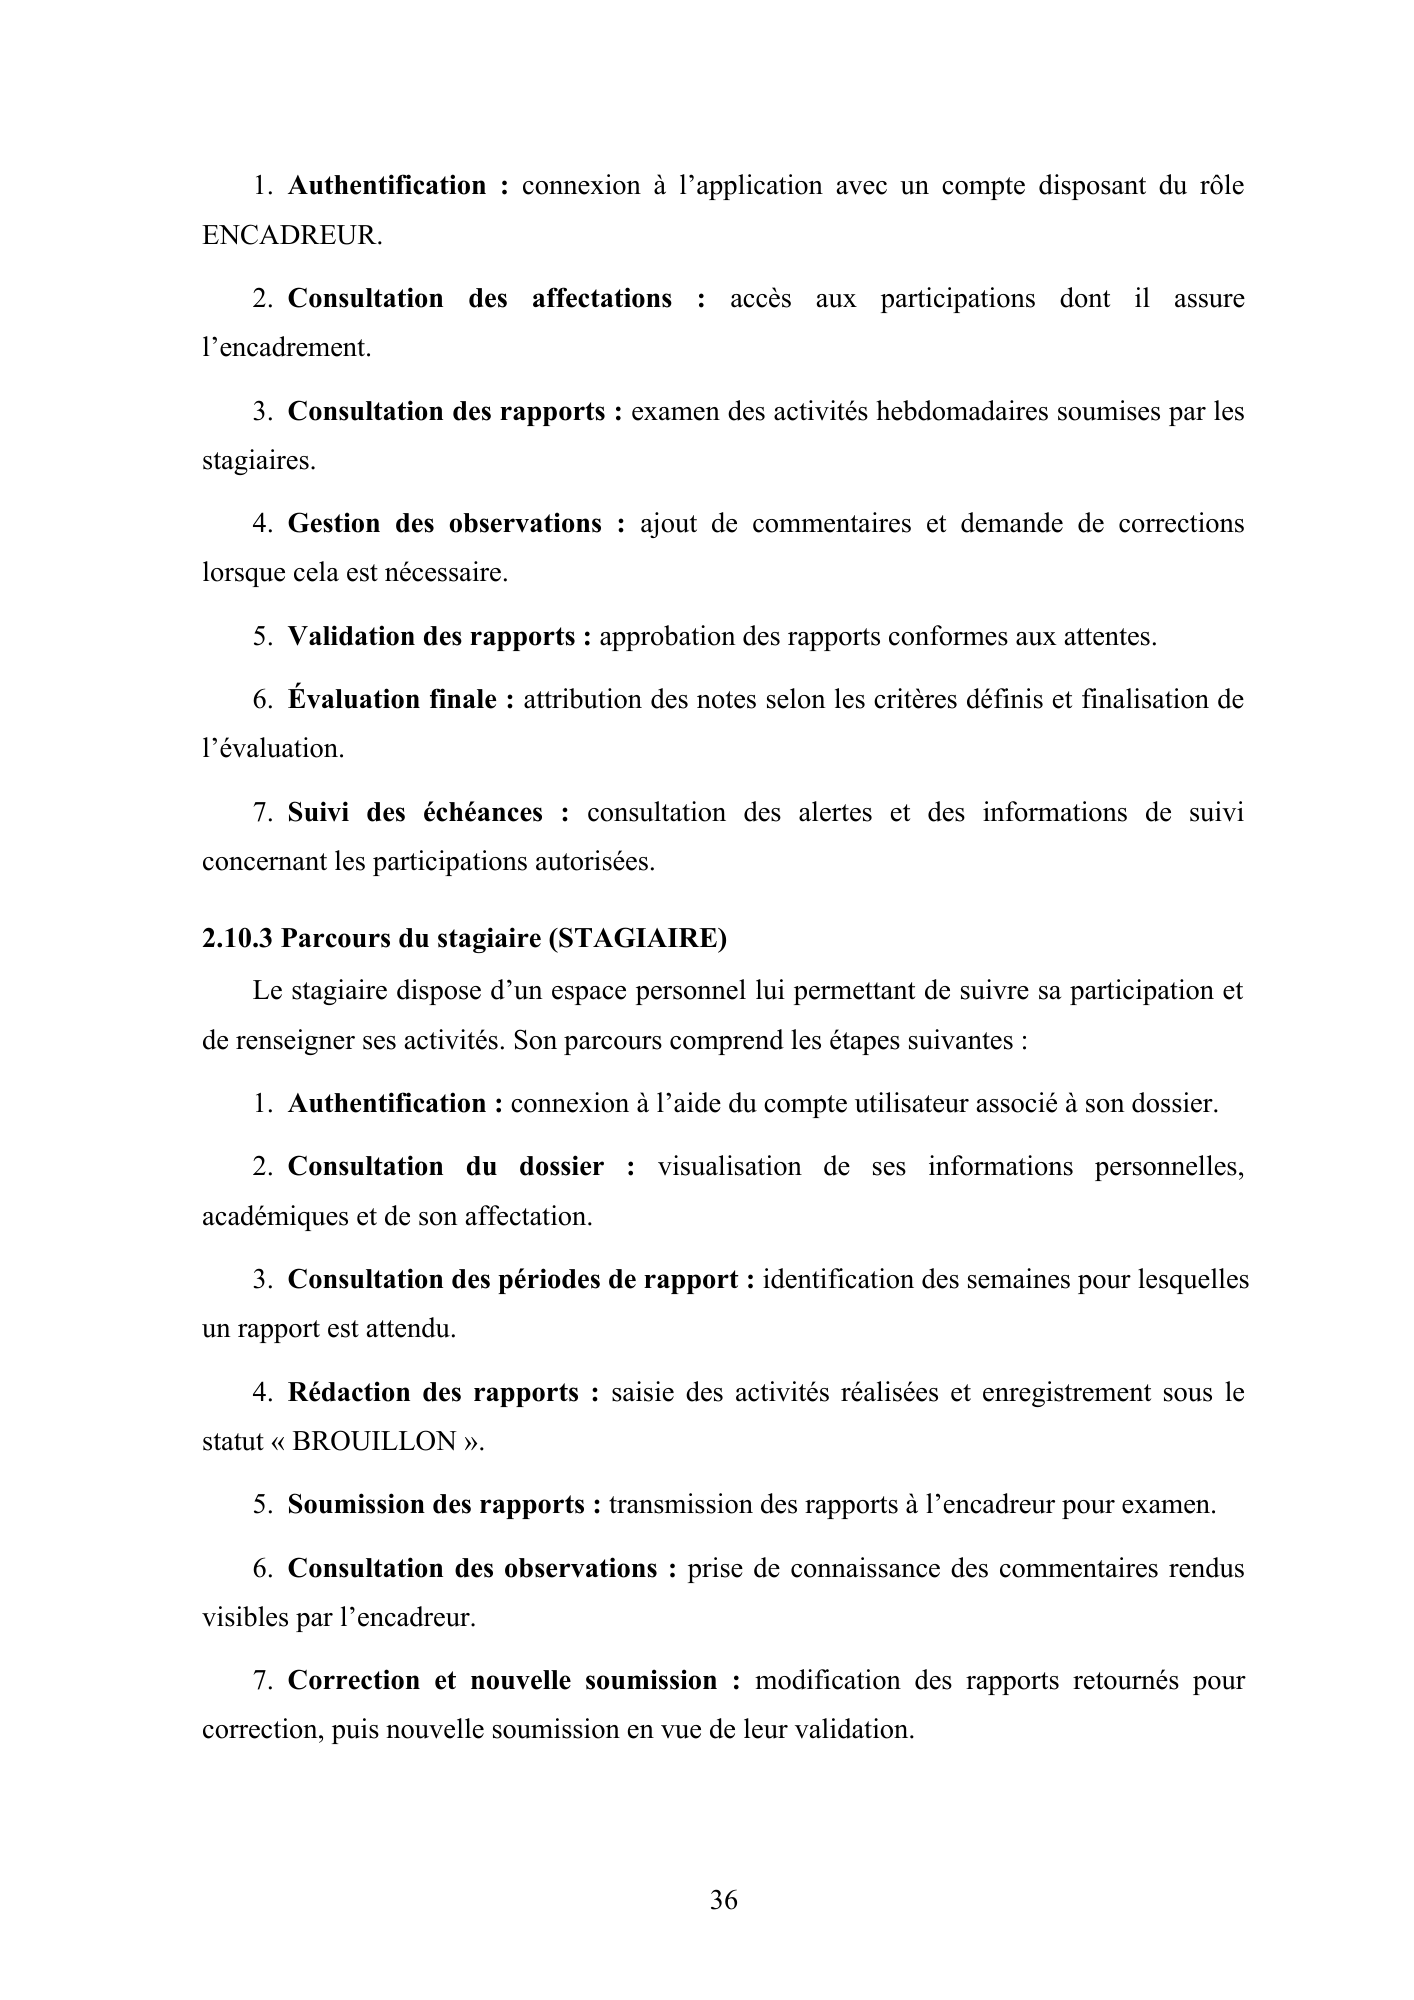 1. Authentification : connexion à l’application avec un compte disposant du rôle
ENCADREUR.
2. Consultation des affectations : accès aux participations dont il assure
l’encadrement.
3. Consultation des rapports : examen des activités hebdomadaires soumises par les
stagiaires.
4. Gestion des observations : ajout de commentaires et demande de corrections
lorsque cela est nécessaire.
5. Validation des rapports : approbation des rapports conformes aux attentes.
6. Évaluation finale : attribution des notes selon les critères définis et finalisation de
l’évaluation.
7. Suivi des échéances : consultation des alertes et des informations de suivi
concernant les participations autorisées.
2.10.3 Parcours du stagiaire (STAGIAIRE)
Le stagiaire dispose d’un espace personnel lui permettant de suivre sa participation et
de renseigner ses activités. Son parcours comprend les étapes suivantes :
1. Authentification : connexion à l’aide du compte utilisateur associé à son dossier.
2. Consultation du dossier : visualisation de ses informations personnelles,
académiques et de son affectation.
3. Consultation des périodes de rapport : identification des semaines pour lesquelles
un rapport est attendu.
4. Rédaction des rapports : saisie des activités réalisées et enregistrement sous le
statut « BROUILLON ».
5. Soumission des rapports : transmission des rapports à l’encadreur pour examen.
6. Consultation des observations : prise de connaissance des commentaires rendus
visibles par l’encadreur.
7. Correction et nouvelle soumission : modification des rapports retournés pour
correction, puis nouvelle soumission en vue de leur validation.
36